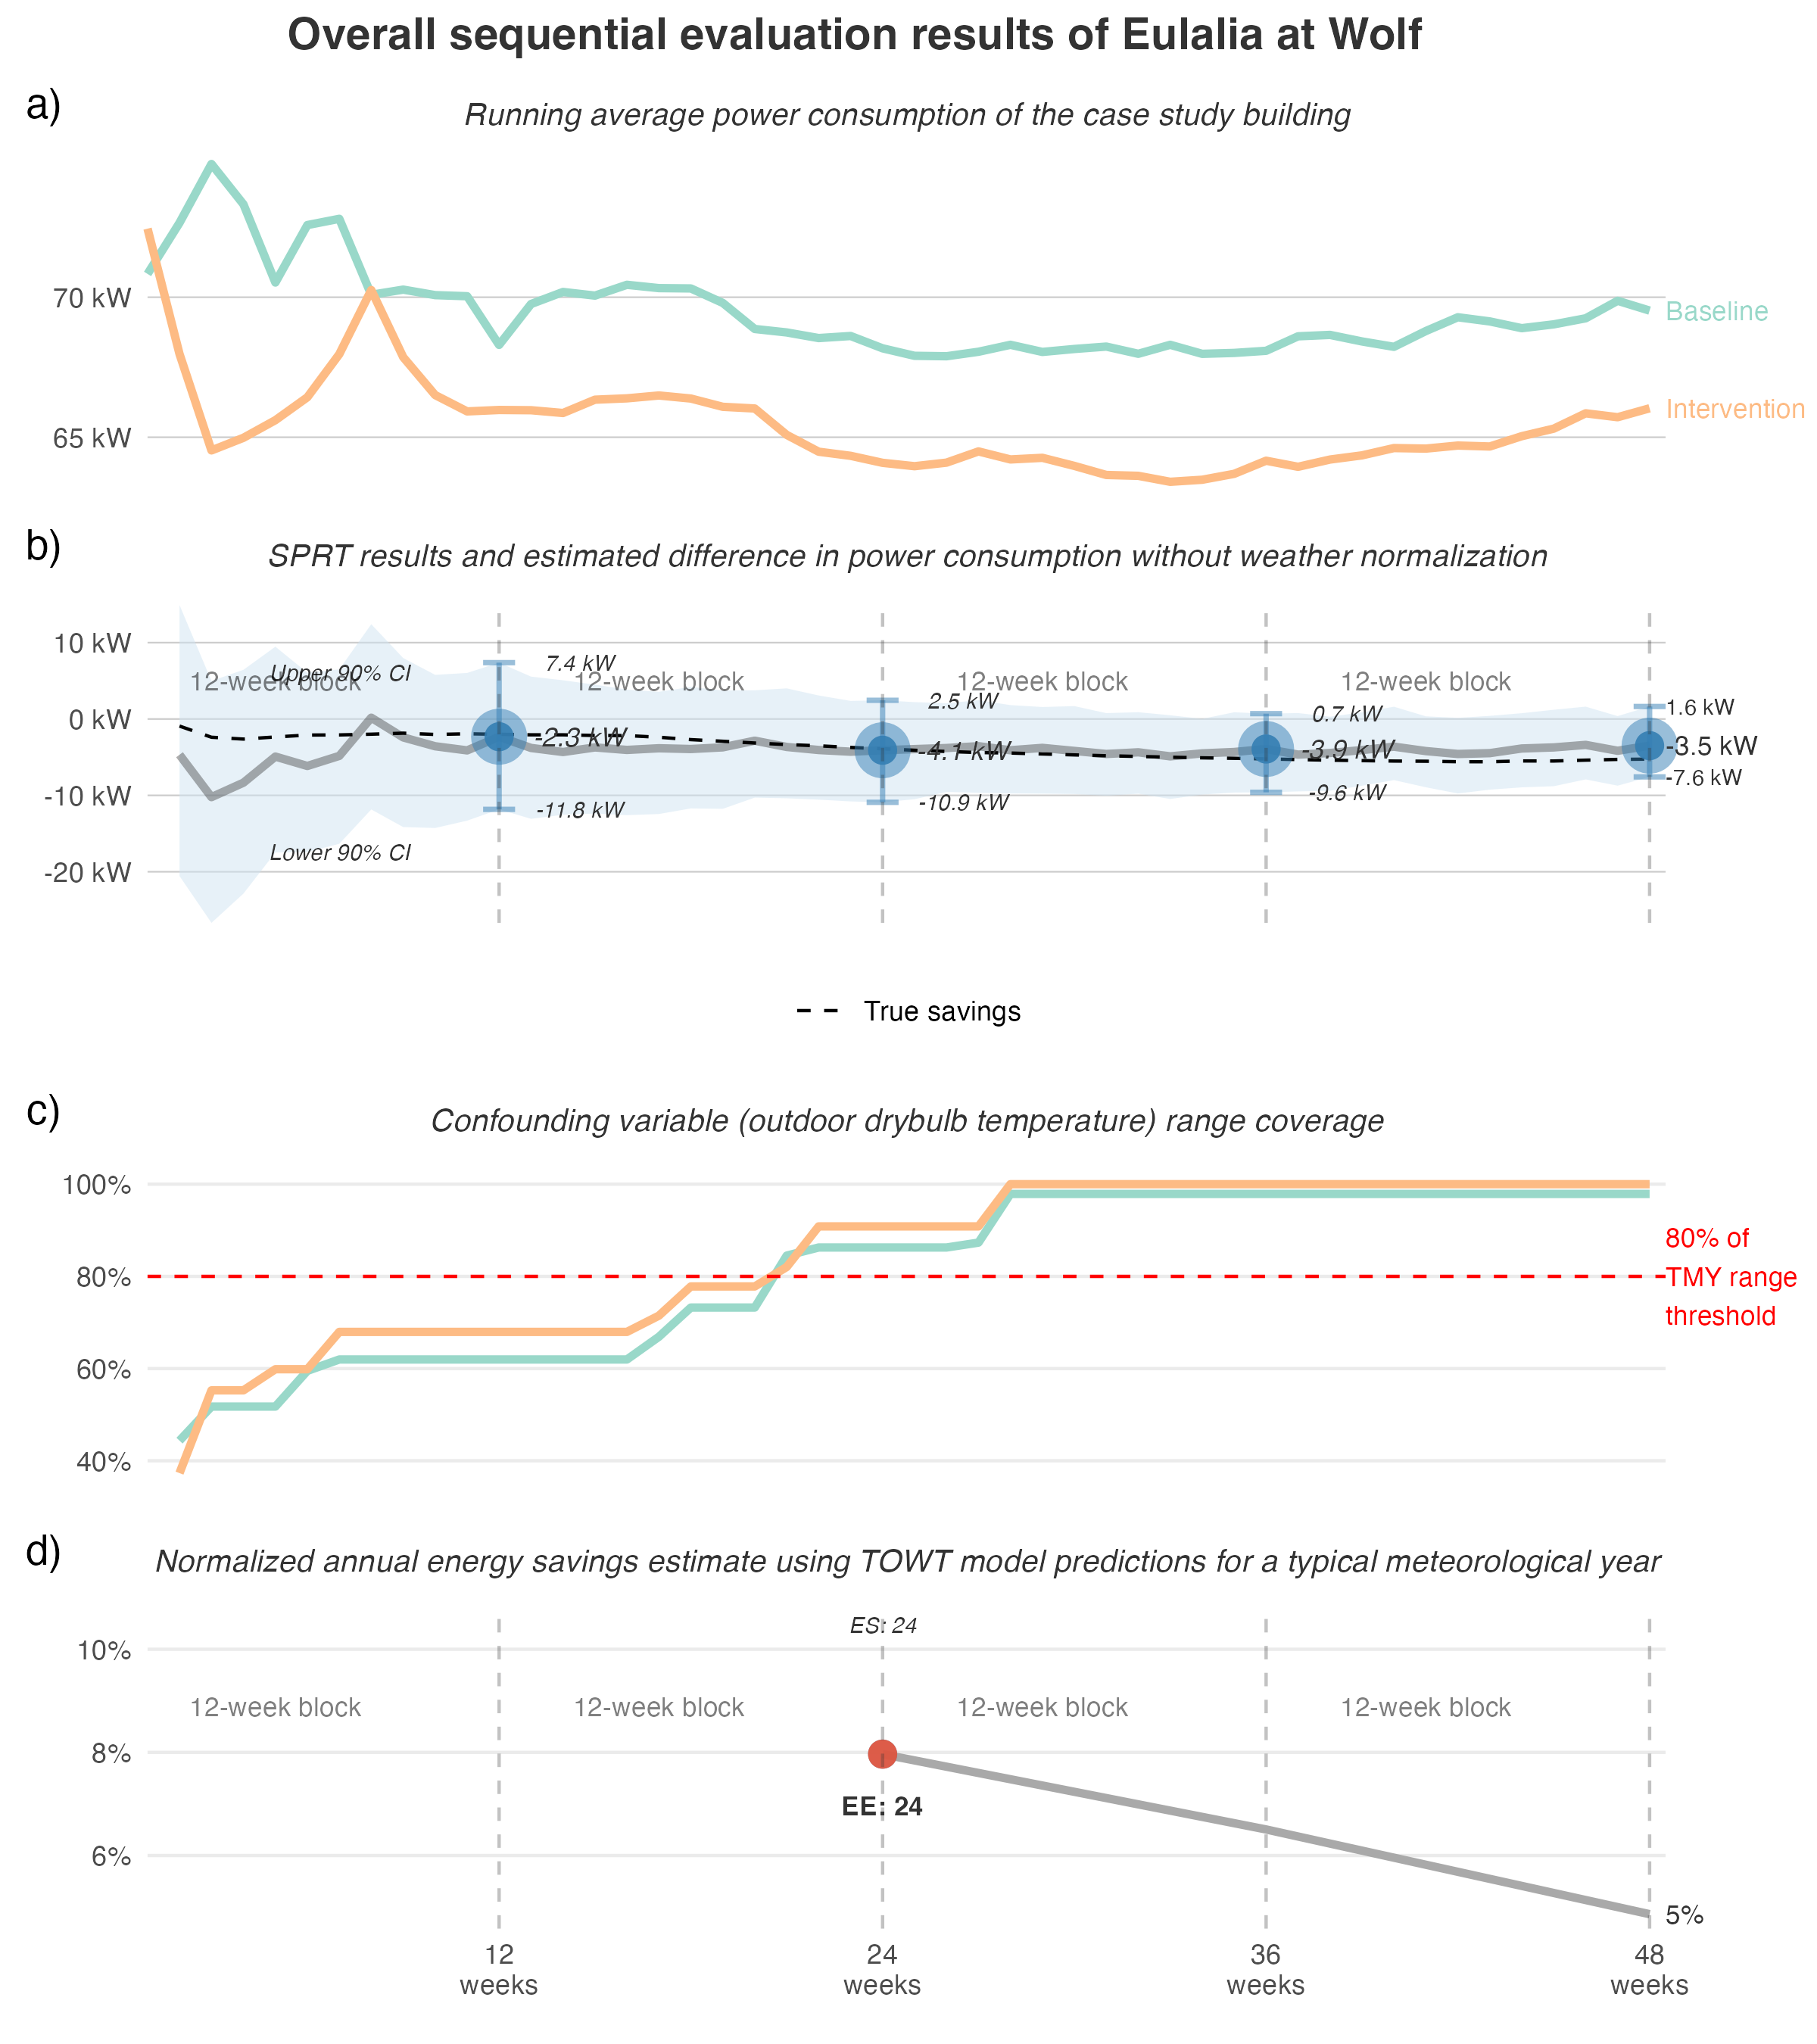 Overall sequential evaluation results of Eulalia at Wolf
a)
Running average power consumption of the case study building
70 kW
65 kW
Baseline
Intervention
b)
SPRT results and estimated difference in power consumption without weather normalization
10 kW
0 kW
-10 kW
-20 kW
12-week block
12-week block
12-week block
12-week block
Upper 90% CI
Lower 90% CI
7.4 kW
-2.3 kW
-11.8 kW
2.5 kW
-4.1 kW
-10.9 kW
0.7 kW
-3.9 kW
-9.6 kW
1.6 kW
-3.5 kW
-7.6 kW
True savings
c)
Confounding variable (outdoor drybulb temperature) range coverage
100%
80%
60%
40%
80% of
TMY range
threshold
d)
Normalized annual energy savings estimate using TOWT model predictions for a typical meteorological year
ES: 24
10%
8%
6%
12-week block
12-week block
12-week block
12-week block
EE: 24
5%
12
weeks
24
weeks
36
weeks
48
weeks